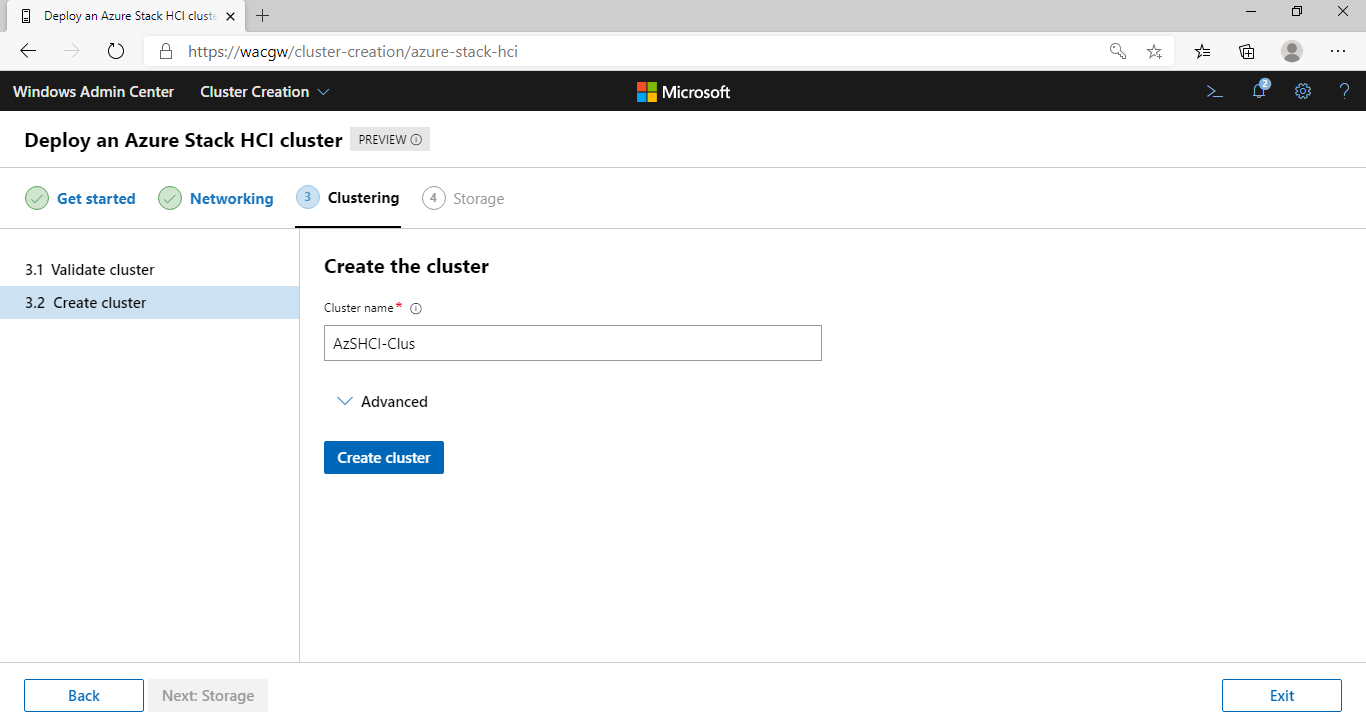 Deploy an Azure Stack HCI cluste
https://wacgw/cluster-creation/azure-stack-hci
Windows Admin Center Cluster Creation Microsoft 2 ?
Deploy an Azure Stack HCI cluster PREVIEW
Get started Networking 3 Clustering 4 Storage
3.1 Validate cluster
3.2 Create cluster
Create the cluster
Cluster name*
AzSHCI-Clus
Advanced
Create cluster
Back Next: Storage Exit